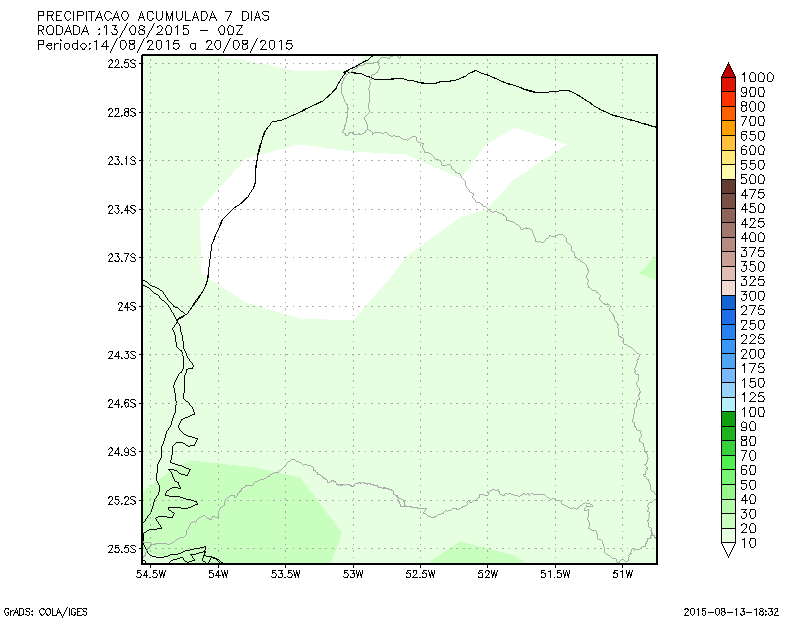 PRECIPITACAO ACUMULADA 7 DIAS
RODADA :13/08/2015 - 00Z
Periodo:14/08/2015 a 20/08/2015
22.5S
22.8S
23.1S
23.4S
23.7S
24S
24.3S
24.6S
24.9S
25.2S
25.5S
54.5W 54W 53.5W 53W 52.5W 52W 51.5W 51W
1000
900
800
700
650
600
550
500
475
450
425
400
375
350
325
300
275
250
225
200
175
150
125
100
90
80
70
60
50
40
30
20
10
GrADS: COLA/IGES
2015-08-13-18:32